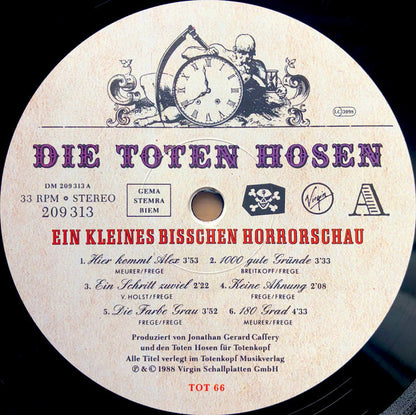 LC 3098
DIE TOTEN HOSEN
DM 209 313 A
33 RPM • STEREO
209 313
GEMA
STEMRA
BIEM
Virgin
A
EIN KLEINES BISSCHEN HORRORSCHAU
1. Hier kommt Alex 3'53
MEURER/FREGE
2. 1000 gute Gründe 3'33
BREITKOPF/FREGE
3. Ein Schritt zuviel 2'22
V. HOLST/FREGE
4. Keine Ahnung 2'08
FREGE/FREGE
5. Die Farbe Grau 3'52
FREGE/FREGE
6. 180 Grad 4'33
MEURER/FREGE
Produziert von Jonathan Gerard Caffery
und den Toten Hosen für Totenkopf
Alle Titel verlegt im Totenkopf Musikverlag
℗ & © 1988 Virgin Schallplatten GmbH
TOT 66